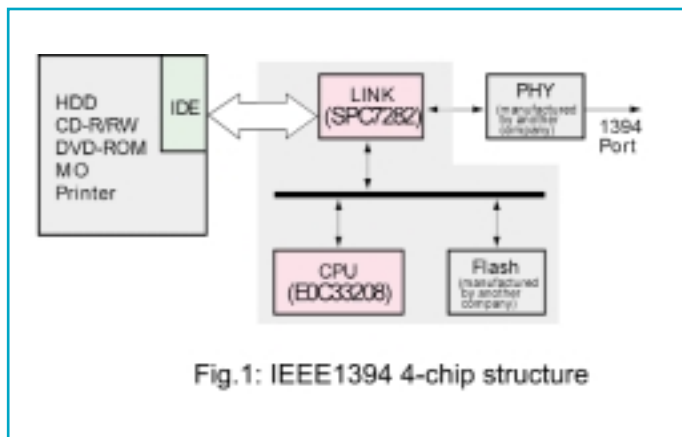 HDD
CD-R/RW
DVD-ROM
MO
Printer
IDE
LINK
(SPC7282)
PHY
(manufactured
by another
company)
1394
Port
CPU
(E0C33208)
Flash
(manufactured
by another
company)
Fig.1: IEEE1394 4-chip structure